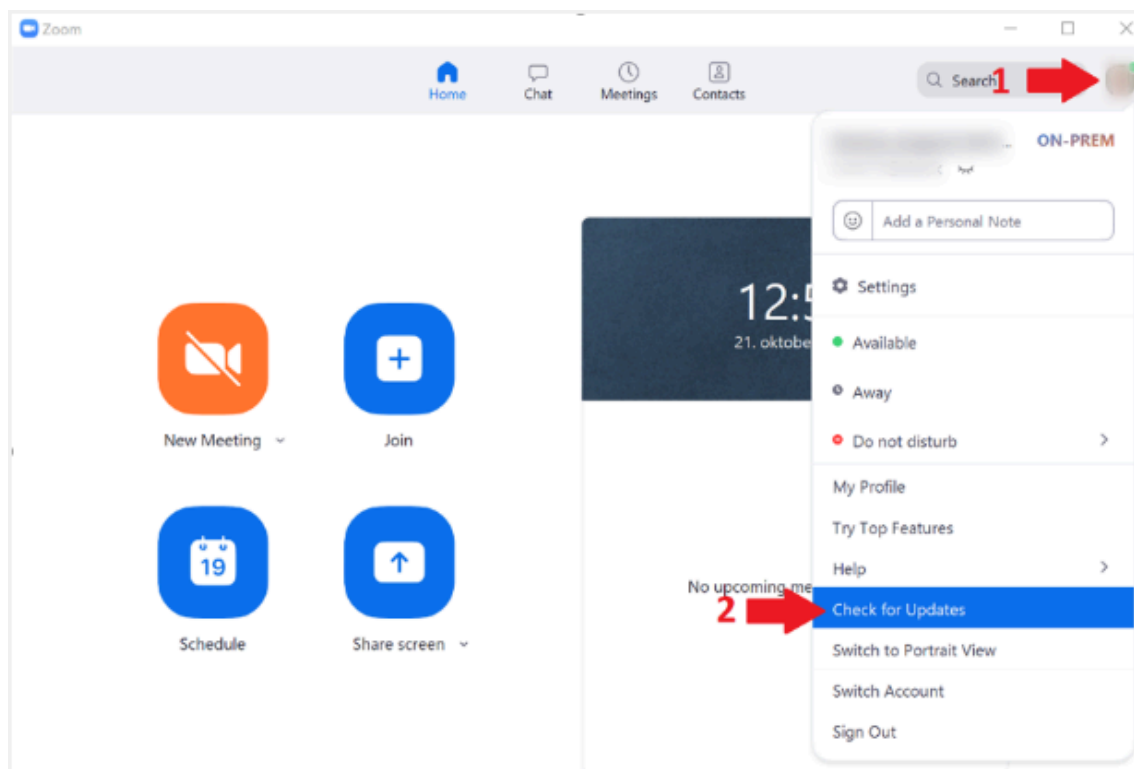 Zoom
Home
Chat
Meetings
Contacts
Search
1
ON-PREM
Add a Personal Note
12:5
21. oktobe
Settings
Available
Away
Do not disturb
New Meeting
Join
My Profile
Try Top Features
Help
19
No upcoming me
2
Check for Updates
Schedule
Share screen
Switch to Portrait View
Switch Account
Sign Out